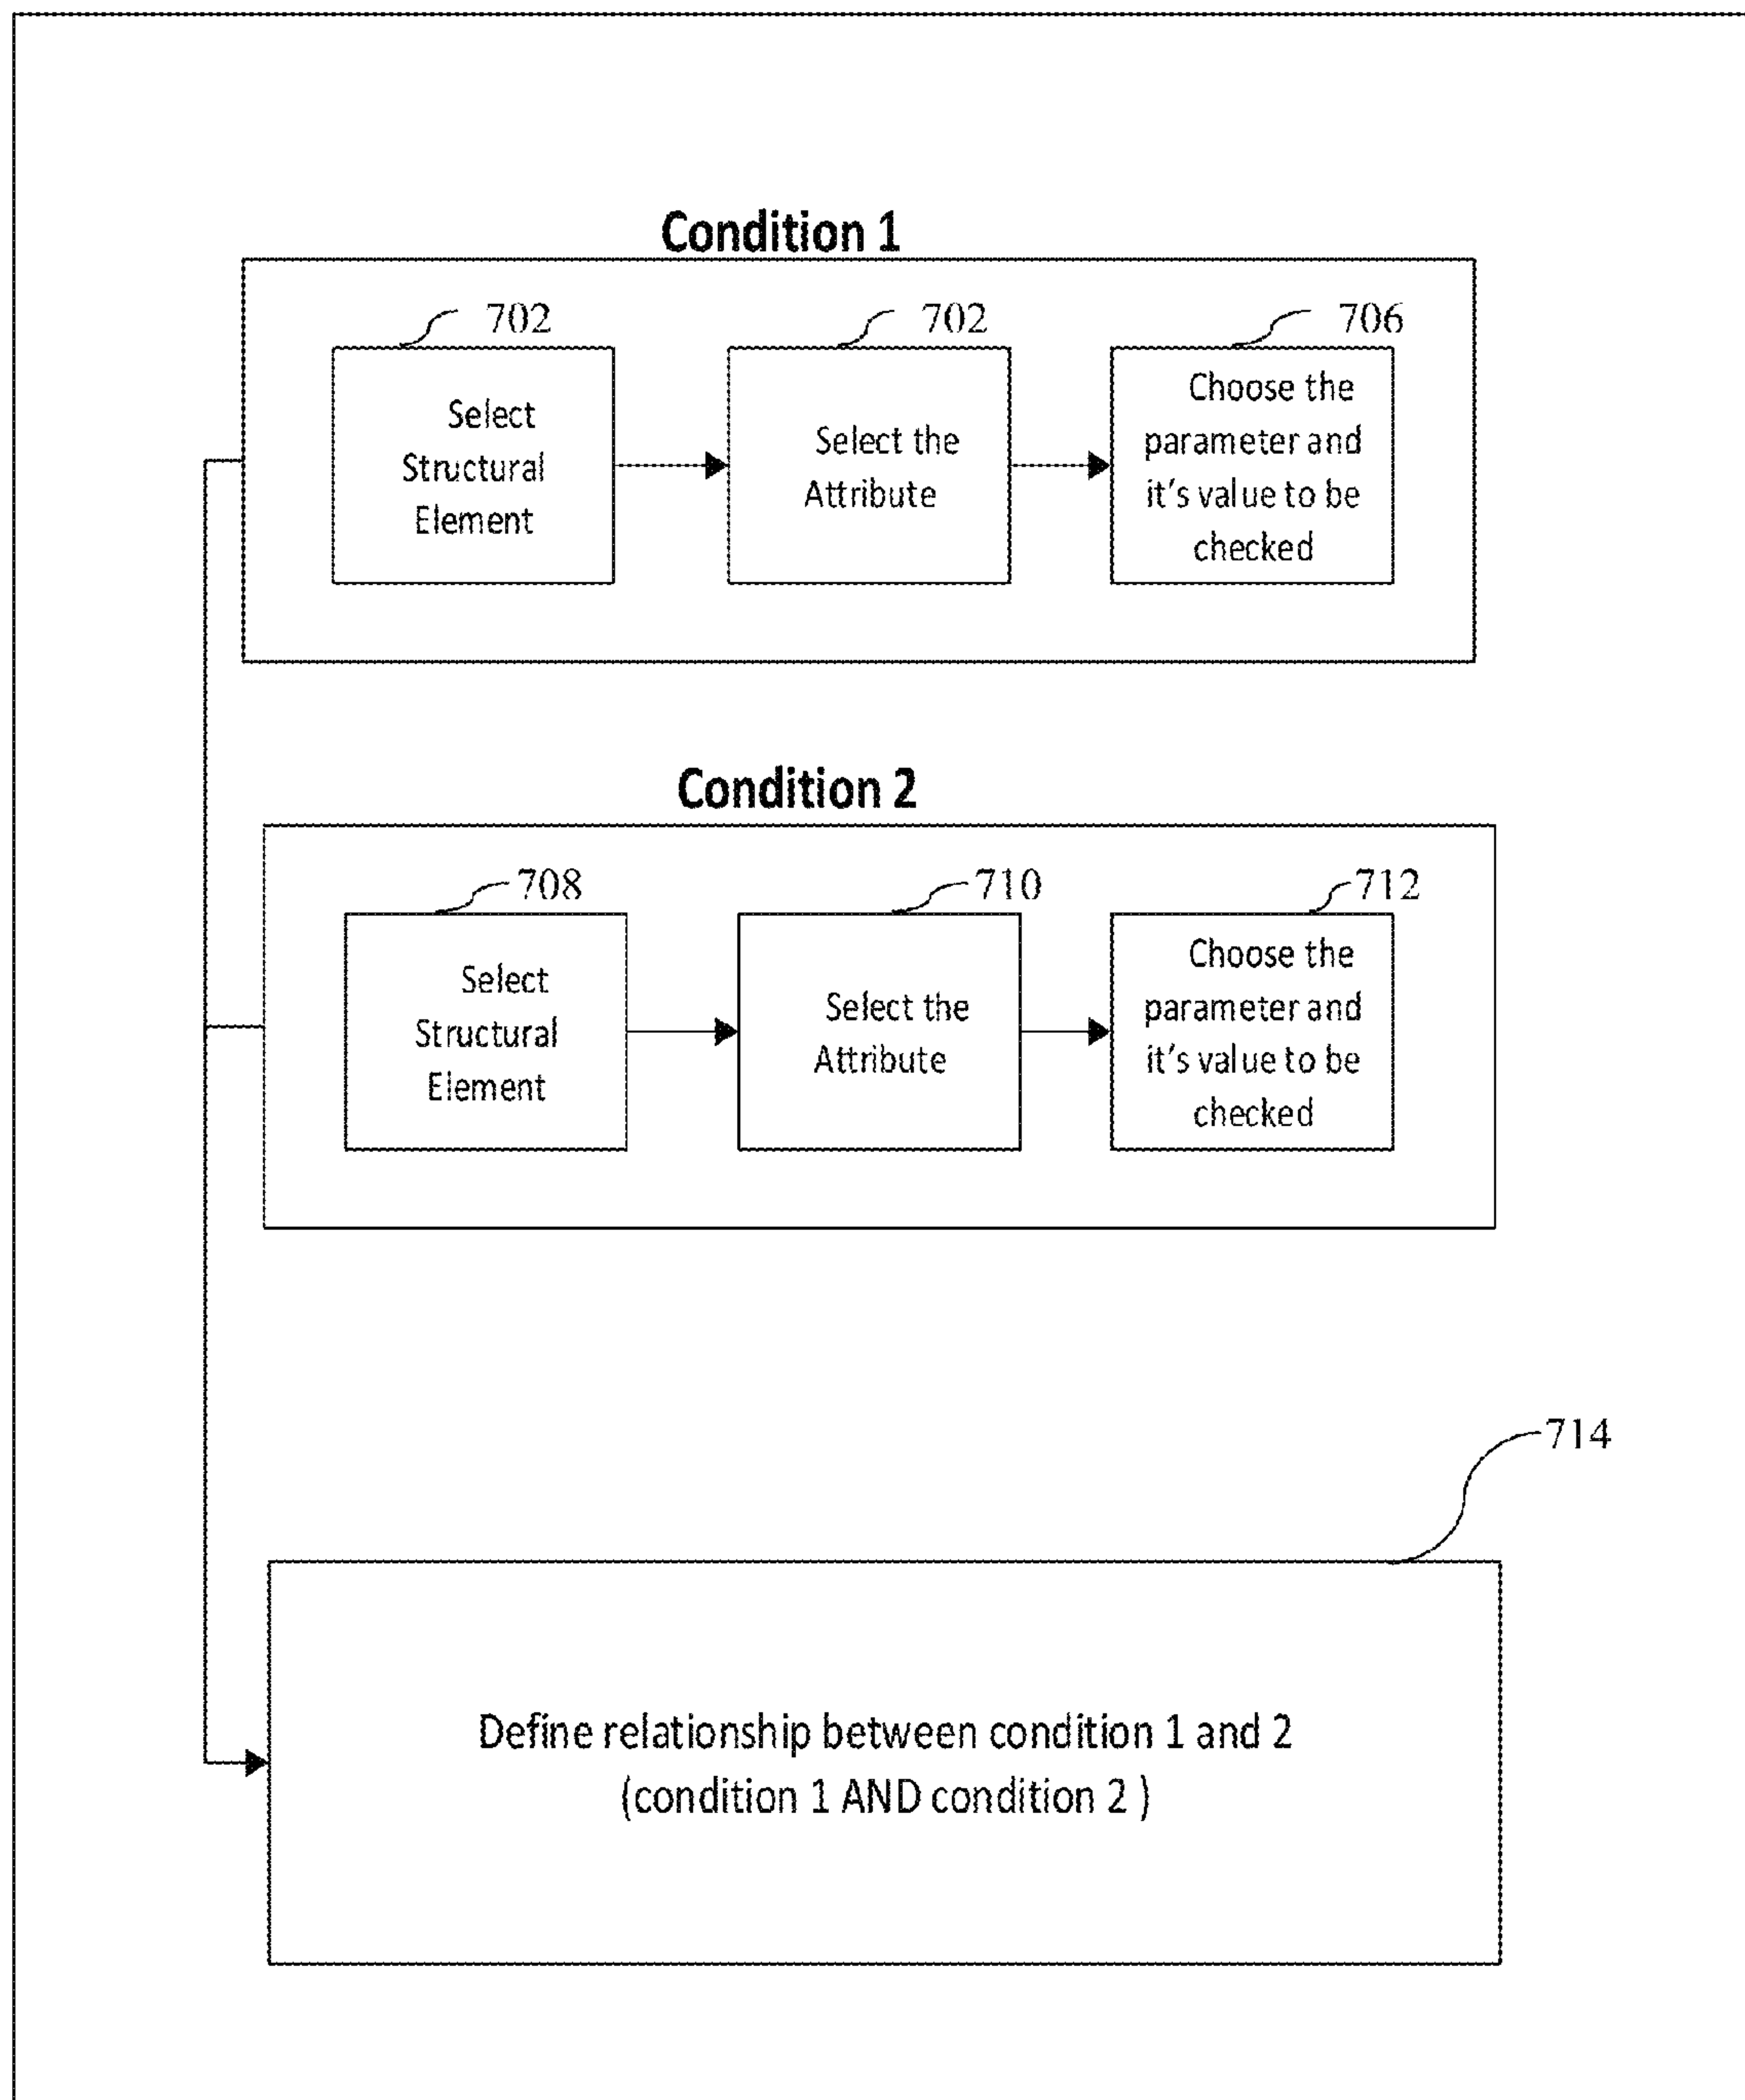 Condition 1
702
702
706
Select
Structural
Element
Select the
Attribute
Choose the
parameter and
it's value to be
checked
Condition 2
708
710
712
Select
Structural
Element
Select the
Attribute
Choose the
parameter and
it's value to be
checked
714
Define relationship between condition 1 and 2
(condition 1 AND condition 2 )